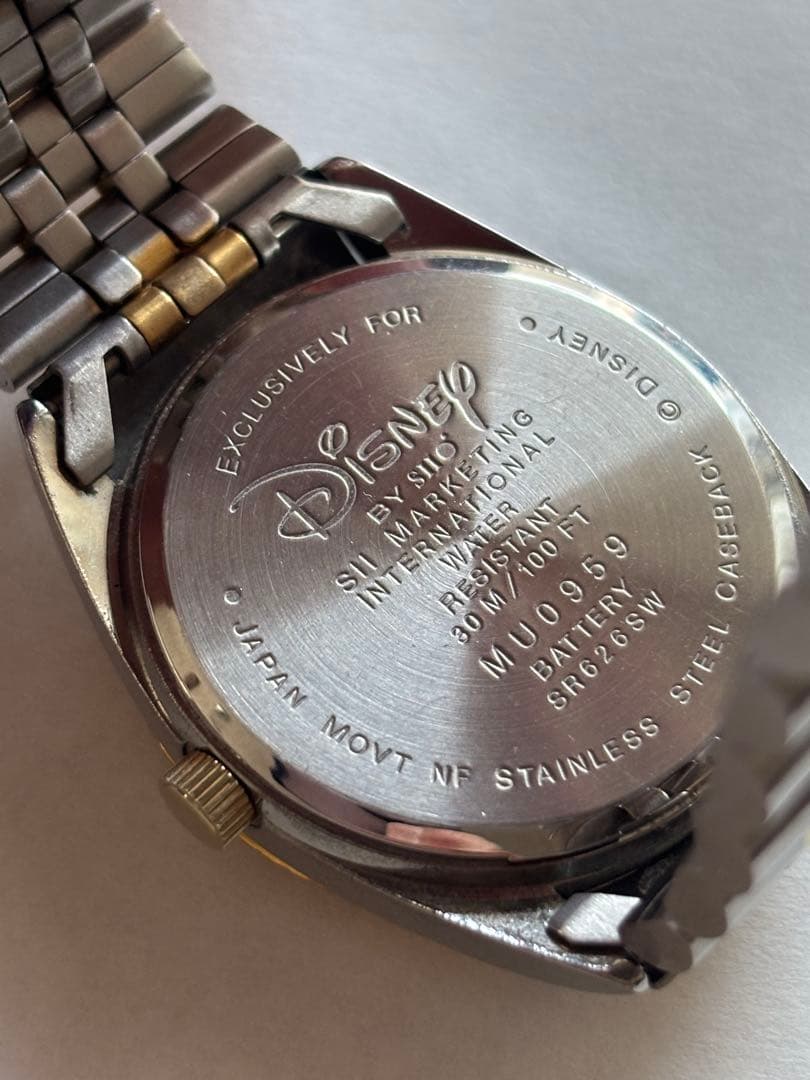 EXCLUSIVELY FOR
DISNEY
BY SII®
SII MARKETING
INTERNATIONAL
WATER
RESISTANT
30 M/100 FT
MU0959
BATTERY
SR626SW
• JAPAN MOVT NF STAINLESS STEEL CASEBACK © DISNEY •